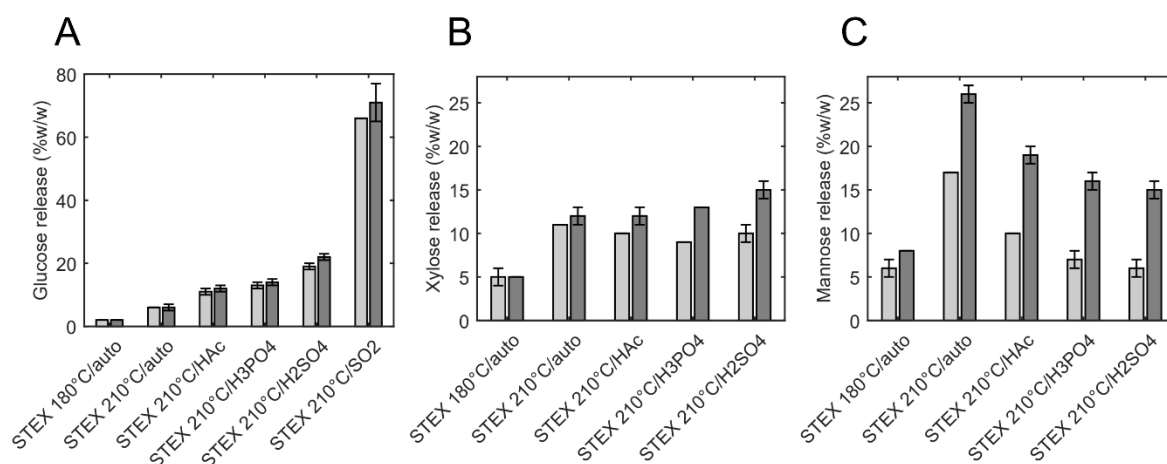 A
B
C
Glucose release (%w/w)
80
60
40
20
0
STEX 180°C/auto
STEX 210°C/auto
STEX 210°C/HAc
STEX 210°C/H3PO4
STEX 210°C/H2SO4
STEX 210°C/SO2
Xylose release (%w/w)
25
20
15
10
5
0
STEX 180°C/auto
STEX 210°C/auto
STEX 210°C/HAc
STEX 210°C/H3PO4
STEX 210°C/H2SO4
Mannose release (%w/w)
25
20
15
10
5
0
STEX 180°C/auto
STEX 210°C/auto
STEX 210°C/HAc
STEX 210°C/H3PO4
STEX 210°C/H2SO4